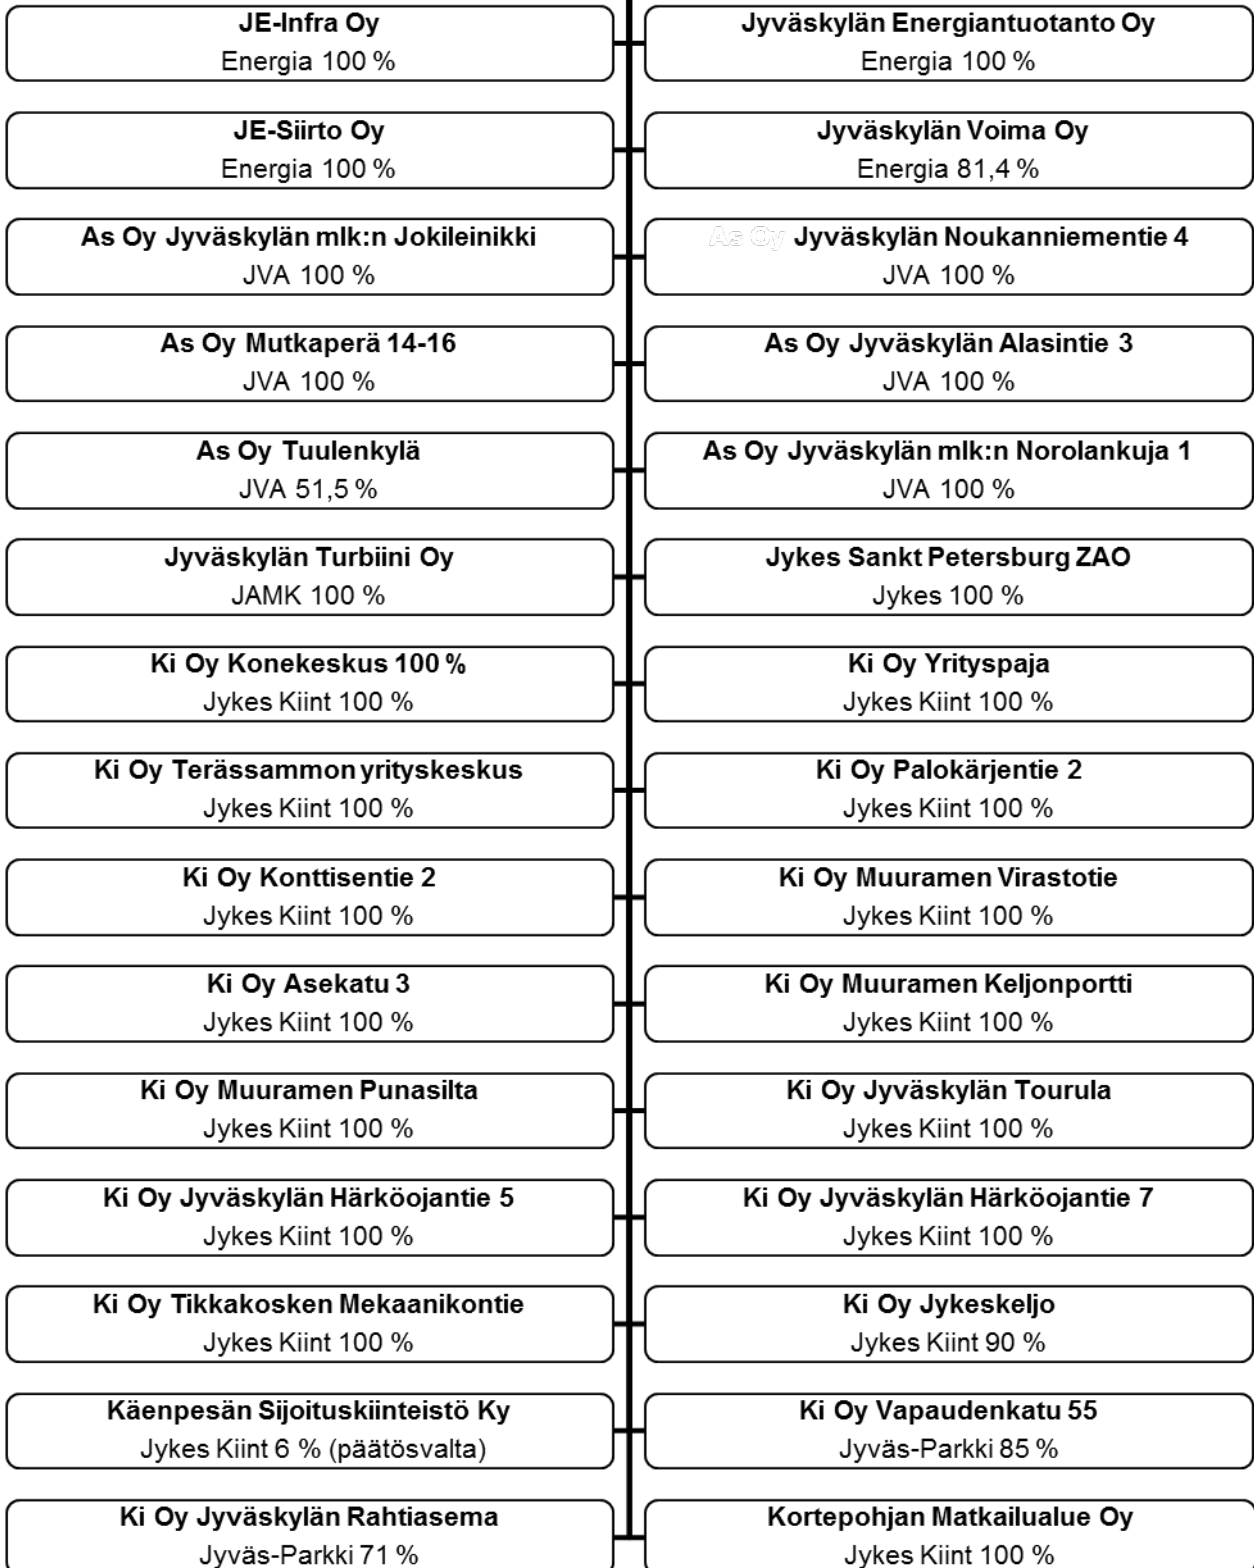 JE-Infra Oy
Energia 100 %
Jyväskylän Energiantuotanto Oy
Energia 100 %
JE-Siirto Oy
Energia 100 %
Jyväskylän Voima Oy
Energia 81,4 %
As Oy Jyväskylän mlk:n Jokileinikki
JVA 100 %
As Oy Jyväskylän Noukanniementie 4
JVA 100 %
As Oy Mutkaperä 14-16
JVA 100 %
As Oy Jyväskylän Alasintie 3
JVA 100 %
As Oy Tuulenkylä
JVA 51,5 %
As Oy Jyväskylän mlk:n Norolankuja 1
JVA 100 %
Jyväskylän Turbiini Oy
JAMK 100 %
Jykes Sankt Petersburg ZAO
Jykes 100 %
Ki Oy Konekeskus 100 %
Jykes Kiint 100 %
Ki Oy Yrityspaja
Jykes Kiint 100 %
Ki Oy Terässammon yrityskeskus
Jykes Kiint 100 %
Ki Oy Palokärjentie 2
Jykes Kiint 100 %
Ki Oy Konttisentie 2
Jykes Kiint 100 %
Ki Oy Muuramen Virastotie
Jykes Kiint 100 %
Ki Oy Asekatu 3
Jykes Kiint 100 %
Ki Oy Muuramen Keljonportti
Jykes Kiint 100 %
Ki Oy Muuramen Punasilta
Jykes Kiint 100 %
Ki Oy Jyväskylän Tourula
Jykes Kiint 100 %
Ki Oy Jyväskylän Härköojantie 5
Jykes Kiint 100 %
Ki Oy Jyväskylän Härköojantie 7
Jykes Kiint 100 %
Ki Oy Tikkakosken Mekaanikontie
Jykes Kiint 100 %
Ki Oy Jykeskeljo
Jykes Kiint 90 %
Käenpesän Sijoituskiinteistö Ky
Jykes Kiint 6 % (päätösvalta)
Ki Oy Vapaudenkatu 55
Jyväs-Parkki 85 %
Ki Oy Jyväskylän Rahtiasema
Jyväs-Parkki 71 %
Kortepohjan Matkailualue Oy
Jykes Kiint 100 %